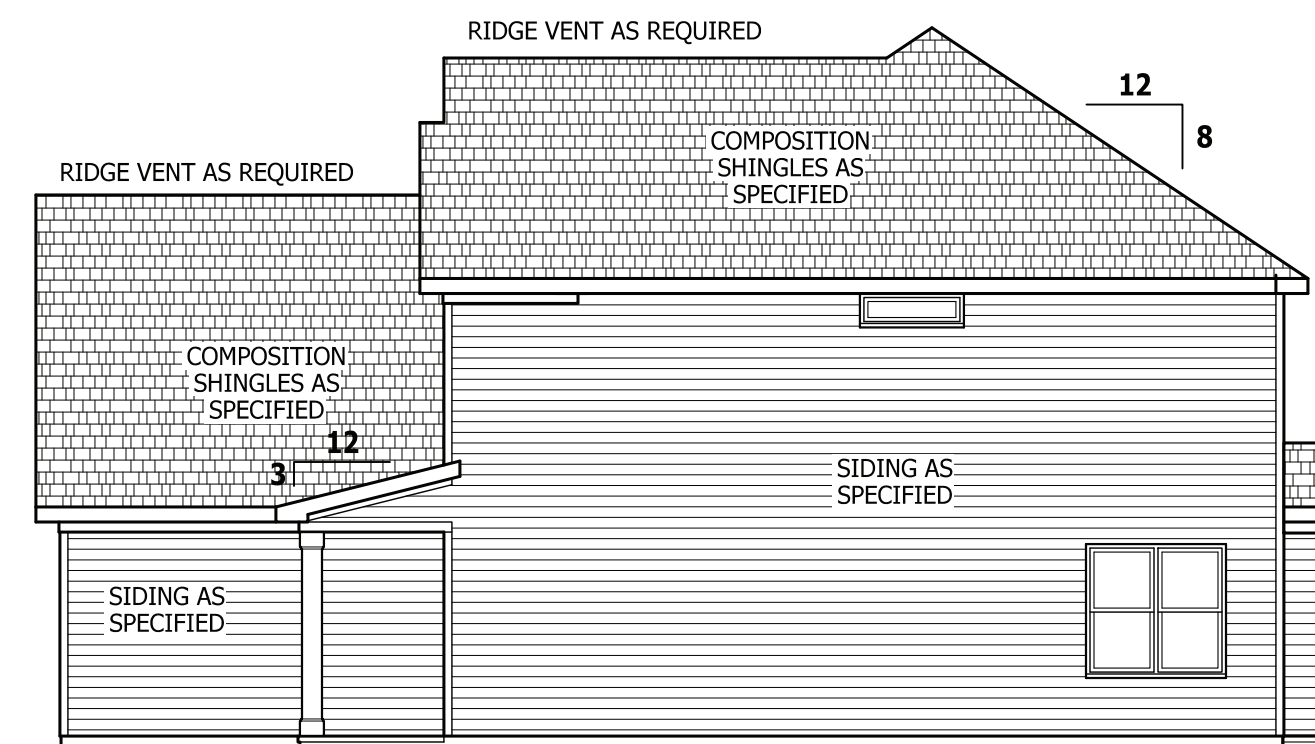 RIDGE VENT AS REQUIRED
12
8
COMPOSITION
SHINGLES AS
SPECIFIED
RIDGE VENT AS REQUIRED
COMPOSITION
SHINGLES AS
SPECIFIED
12
3
SIDING AS
SPECIFIED
SIDING AS
SPECIFIED